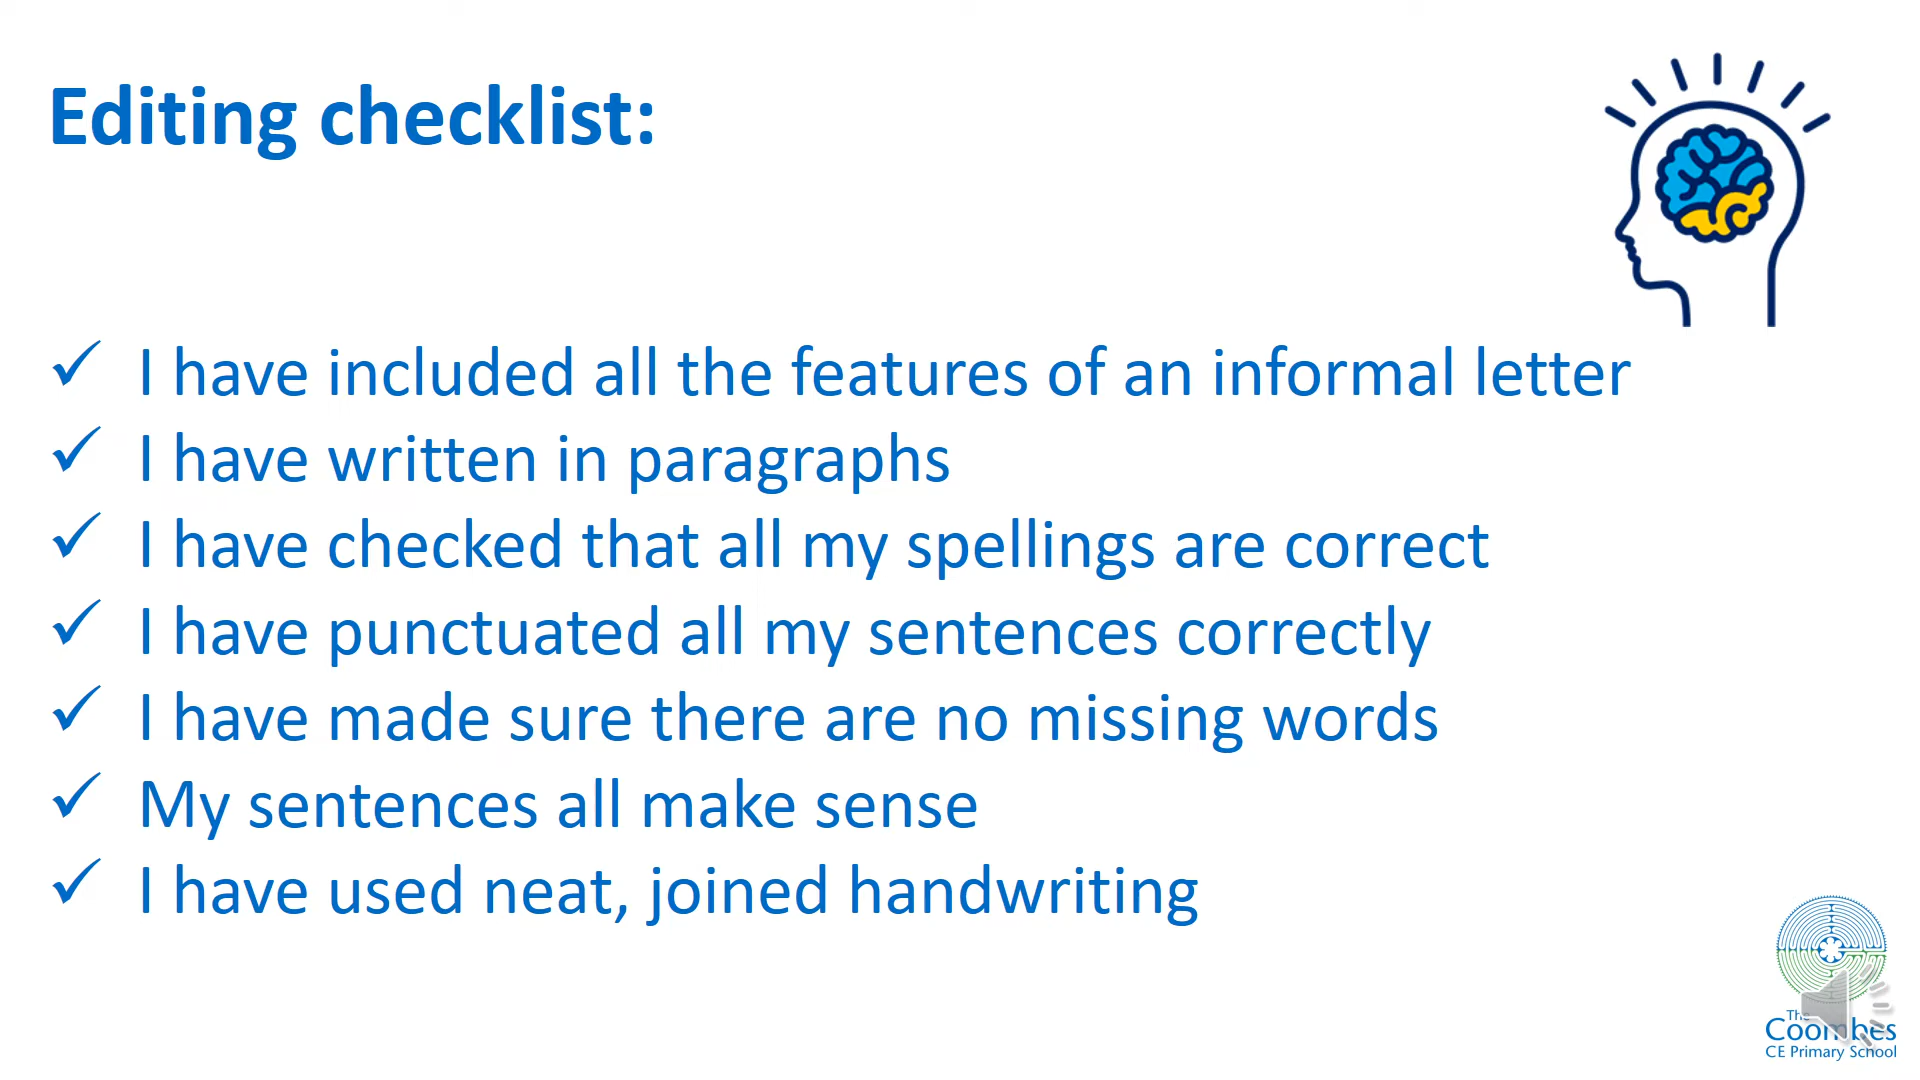 Editing checklist:
I have included all the features of an informal letter
I have written in paragraphs
I have checked that all my spellings are correct
I have punctuated all my sentences correctly
I have made sure there are no missing words
My sentences all make sense
I have used neat, joined handwriting
The
Coombes
CE Primary School